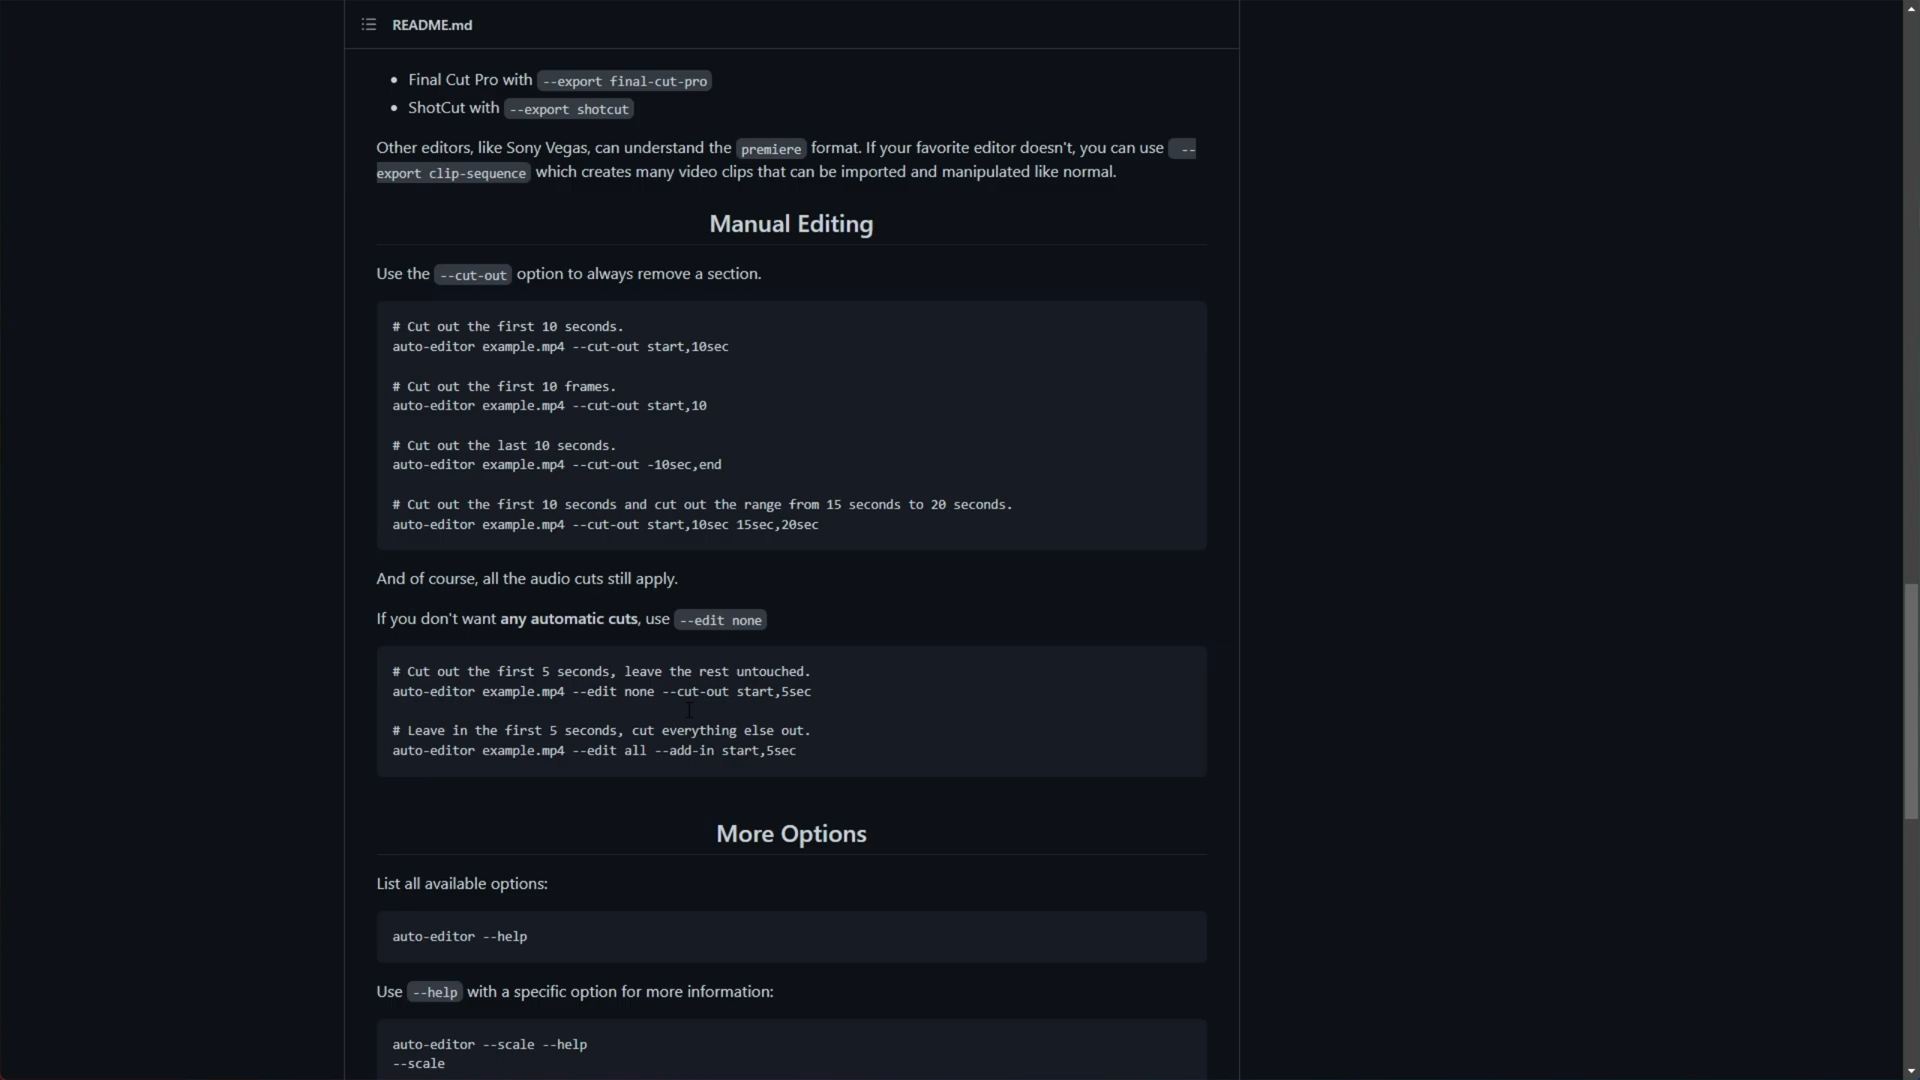 README.md
Final Cut Pro with --export final-cut-pro
ShotCut with --export shotcut
Other editors, like Sony Vegas, can understand the premiere format. If your favorite editor doesn't, you can use --
export clip-sequence which creates many video clips that can be imported and manipulated like normal.
Manual Editing
Use the --cut-out option to always remove a section.
# Cut out the first 10 seconds.
auto-editor example.mp4 --cut-out start,10sec
# Cut out the first 10 frames.
auto-editor example.mp4 --cut-out start,10
# Cut out the last 10 seconds.
auto-editor example.mp4 --cut-out -10sec,end
# Cut out the first 10 seconds and cut out the range from 15 seconds to 20 seconds.
auto-editor example.mp4 --cut-out start,10sec 15sec,20sec
And of course, all the audio cuts still apply.
If you don't want any automatic cuts, use --edit none
# Cut out the first 5 seconds, leave the rest untouched.
auto-editor example.mp4 --edit none --cut-out start,5sec
# Leave in the first 5 seconds, cut everything else out.
auto-editor example.mp4 --edit all --add-in start,5sec
More Options
List all available options:
auto-editor --help
Use --help with a specific option for more information:
auto-editor --scale --help
--scale